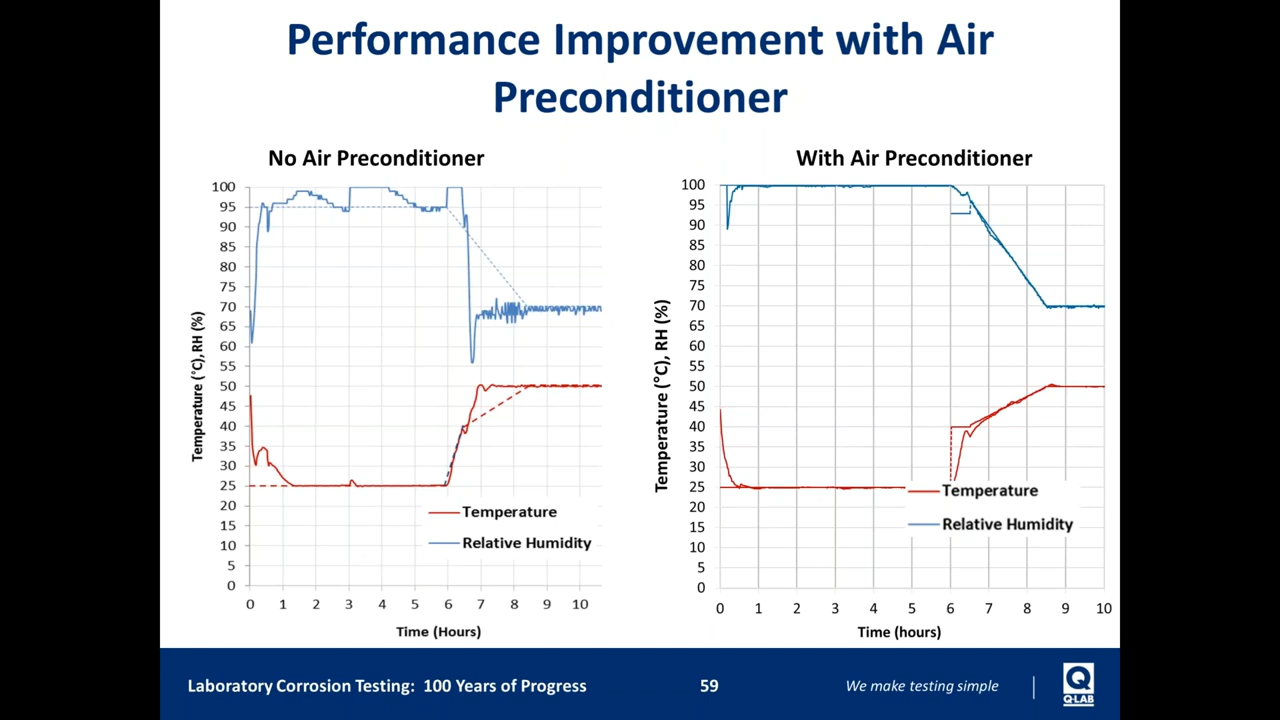 Performance Improvement with Air
Preconditioner
No Air Preconditioner
100
95
90
85
80
75
70
65
60
55
50
45
40
35
30
25
20
15
10
5
0
Temperature (°C), RH (%)
Temperature
Relative Humidity
0 1 2 3 4 5 6 7 8 9 10
Time (Hours)
With Air Preconditioner
100
95
90
85
80
75
70
65
60
55
50
45
40
35
30
25
20
15
10
5
0
Temperature (°C), RH (%)
Temperature
Relative Humidity
0 1 2 3 4 5 6 7 8 9 10
Time (hours)
Laboratory Corrosion Testing: 100 Years of Progress
59
We make testing simple
Q
Q-LAB